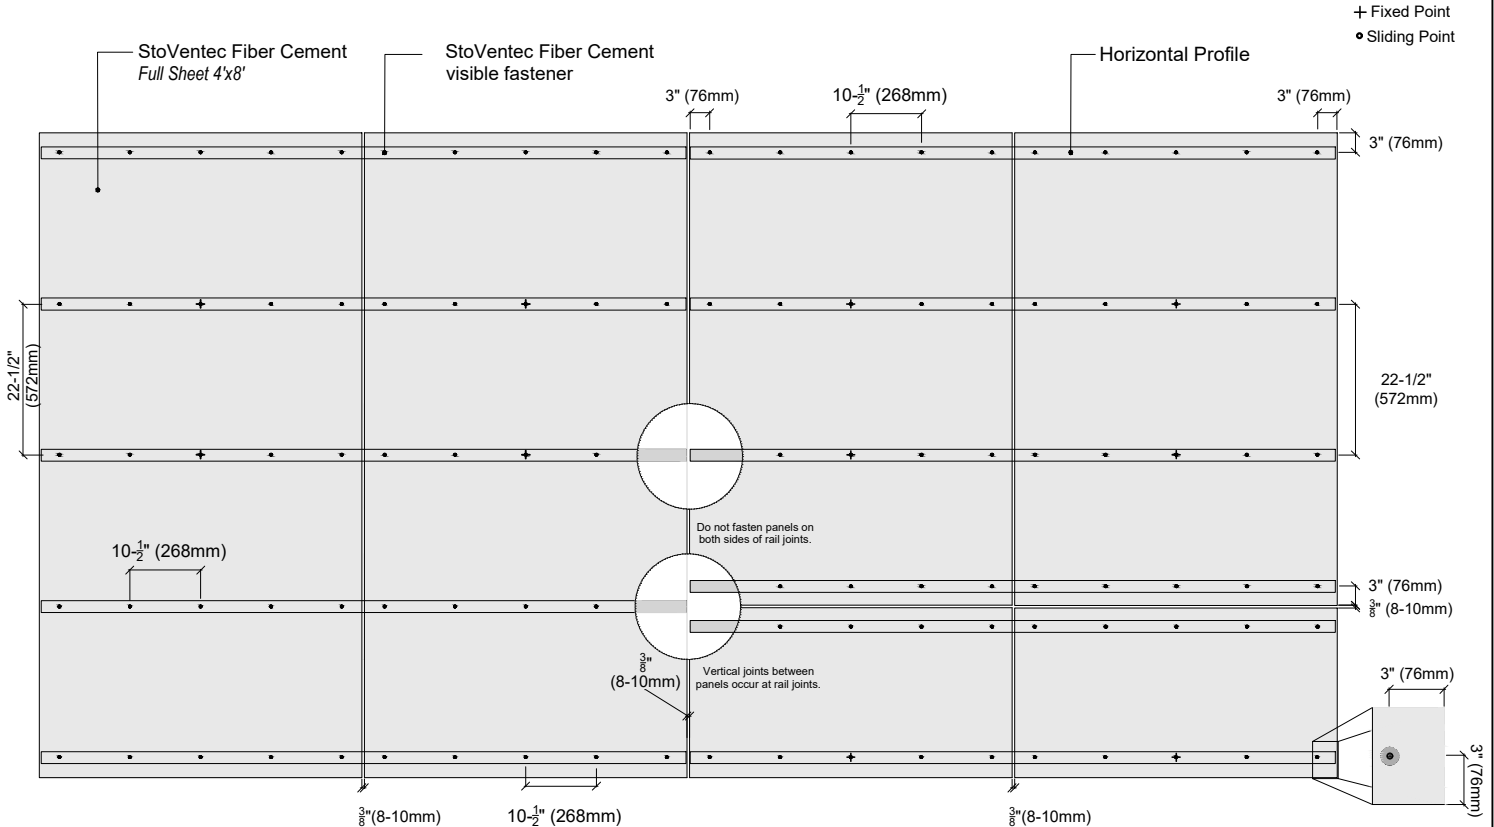 + Fixed Point
Sliding Point
StoVentec Fiber Cement
Full Sheet 4'x8'
StoVentec Fiber Cement
visible fastener
Horizontal Profile
3" (76mm)
10-1/2" (268mm)
3" (76mm)
3" (76mm)
22-1/2"
(572mm)
22-1/2"
(572mm)
Do not fasten panels on
both sides of rail joints.
10-1/2" (268mm)
3" (76mm)
3/8" (8-10mm)
3/8"
(8-10mm)
Vertical joints between
panels occur at rail joints.
3" (76mm)
3"
(76mm)
3/8"(8-10mm)
10-1/2" (268mm)
3/8"(8-10mm)